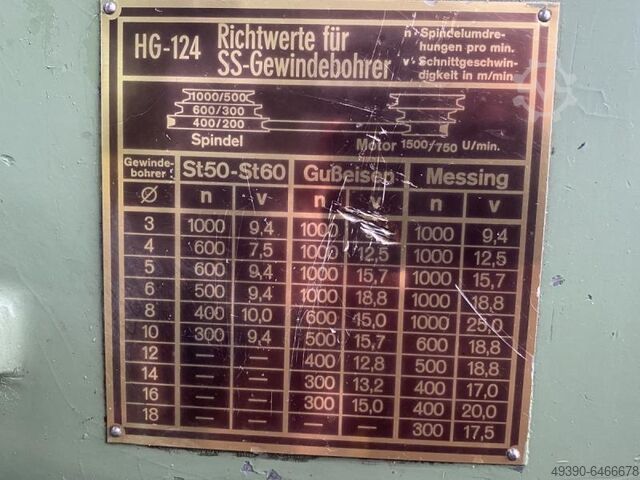 HG-124 Richtwerte für SS-Gewindebohrer
n = Spindelumdrehungen pro min.
v = Schnittgeschwindigkeit in m/min
1000/500
600/300
400/200
Spindel Motor 1500/750 U/min.
Gewindebohrer St50-St60 Gußeisen Messing
Ø n v n v n v
3 1000 9,4 1000 1000 9,4
4 600 7,5 1000 12,5 1000 12,5
5 600 9,4 1000 15,7 1000 15,7
6 500 9,4 1000 18,8 1000 18,8
8 400 10,0 600 15,0 1000 25,0
10 300 9,4 500 15,7 600 18,8
12 — — 400 12,8 500 18,8
14 — — 300 13,2 400 17,0
16 — — 300 15,0 400 20,0
18 — — — — 300 17,5
49390-6466678